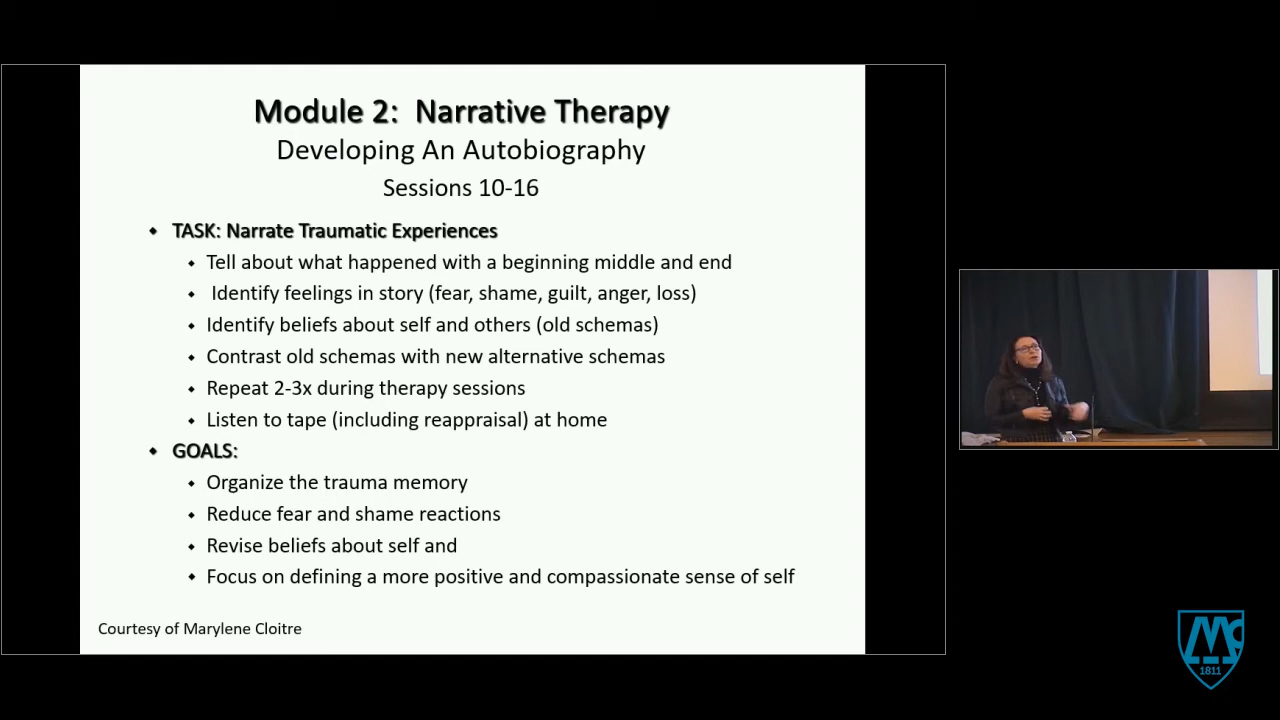 Module 2:  Narrative Therapy
Developing An Autobiography
Sessions 10-16
TASK: Narrate Traumatic Experiences
Tell about what happened with a beginning middle and end
Identify feelings in story (fear, shame, guilt, anger, loss)
Identify beliefs about self and others (old schemas)
Contrast old schemas with new alternative schemas
Repeat 2-3x during therapy sessions
Listen to tape (including reappraisal) at home
GOALS:
Organize the trauma memory
Reduce fear and shame reactions
Revise beliefs about self and
Focus on defining a more positive and compassionate sense of self
Courtesy of Marylene Cloitre
Mc
1811